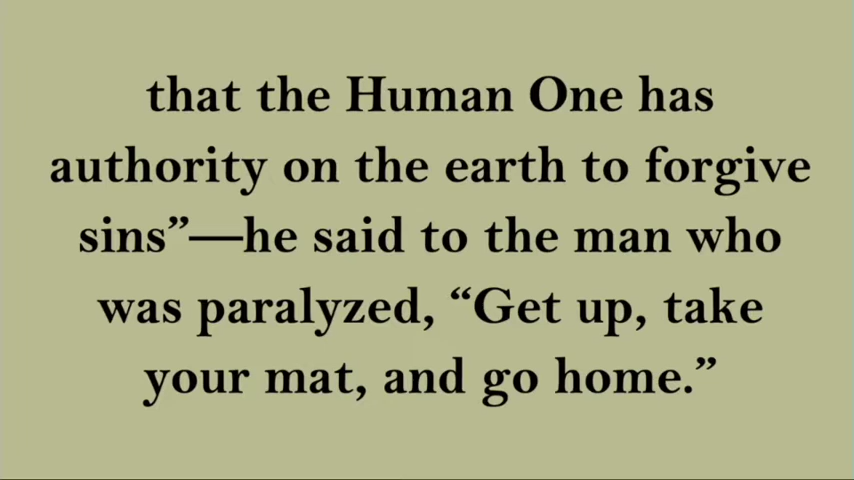 that the Human One has
authority on the earth to forgive
sins”—he said to the man who
was paralyzed, “Get up, take
your mat, and go home.”